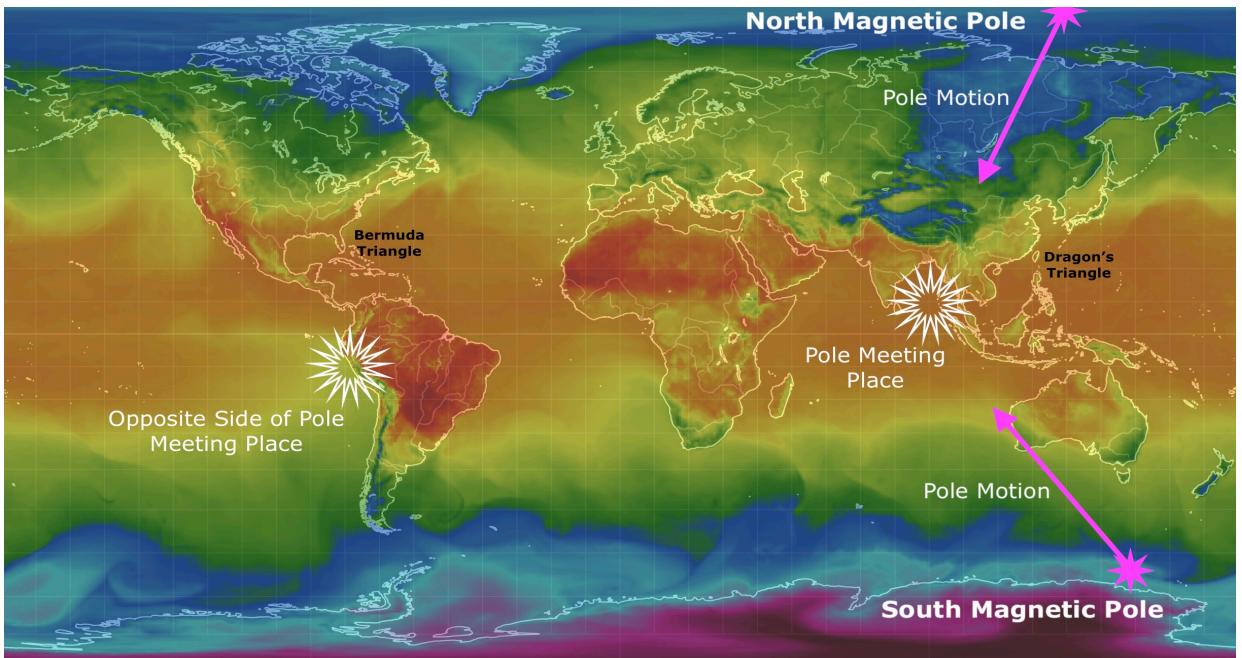 North Magnetic Pole
Pole Motion
Bermuda
Triangle
Dragon's
Triangle
Pole Meeting
Place
Opposite Side of Pole
Meeting Place
Pole Motion
South Magnetic Pole